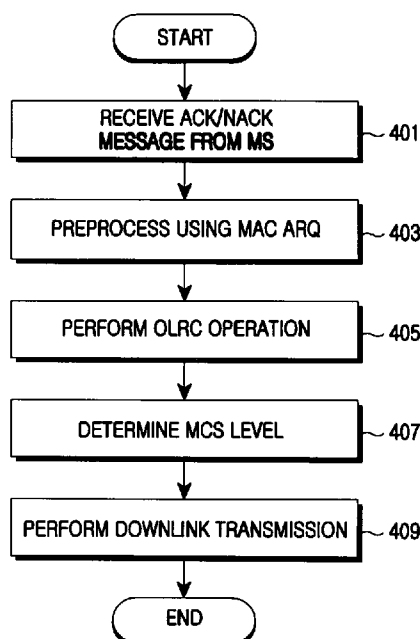 START
RECEIVE ACK/NACK
MESSAGE FROM MS
401
PREPROCESS USING MAC ARQ
403
PERFORM OLRC OPERATION
405
DETERMINE MCS LEVEL
407
PERFORM DOWNLINK TRANSMISSION
409
END